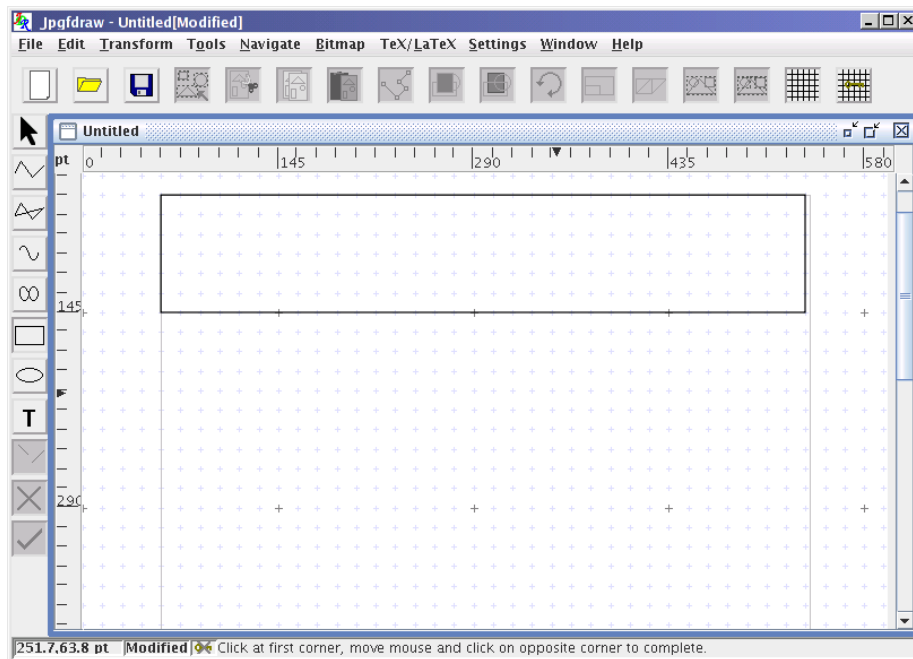 Jpgfdraw - Untitled[Modified]
File Edit Transform Tools Navigate Bitmap TeX/LaTeX Settings Window Help
Untitled
pt 0 145 290 435 580
145
T
290
251.7,63.8 pt Modified Click at first corner, move mouse and click on opposite corner to complete.